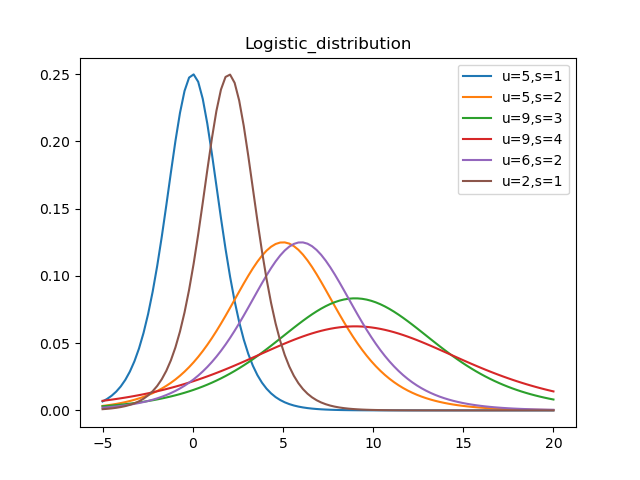 Logistic_distribution
u=5,s=1
u=5,s=2
u=9,s=3
u=9,s=4
u=6,s=2
u=2,s=1
0.25
0.20
0.15
0.10
0.05
0.00
−5 0 5 10 15 20